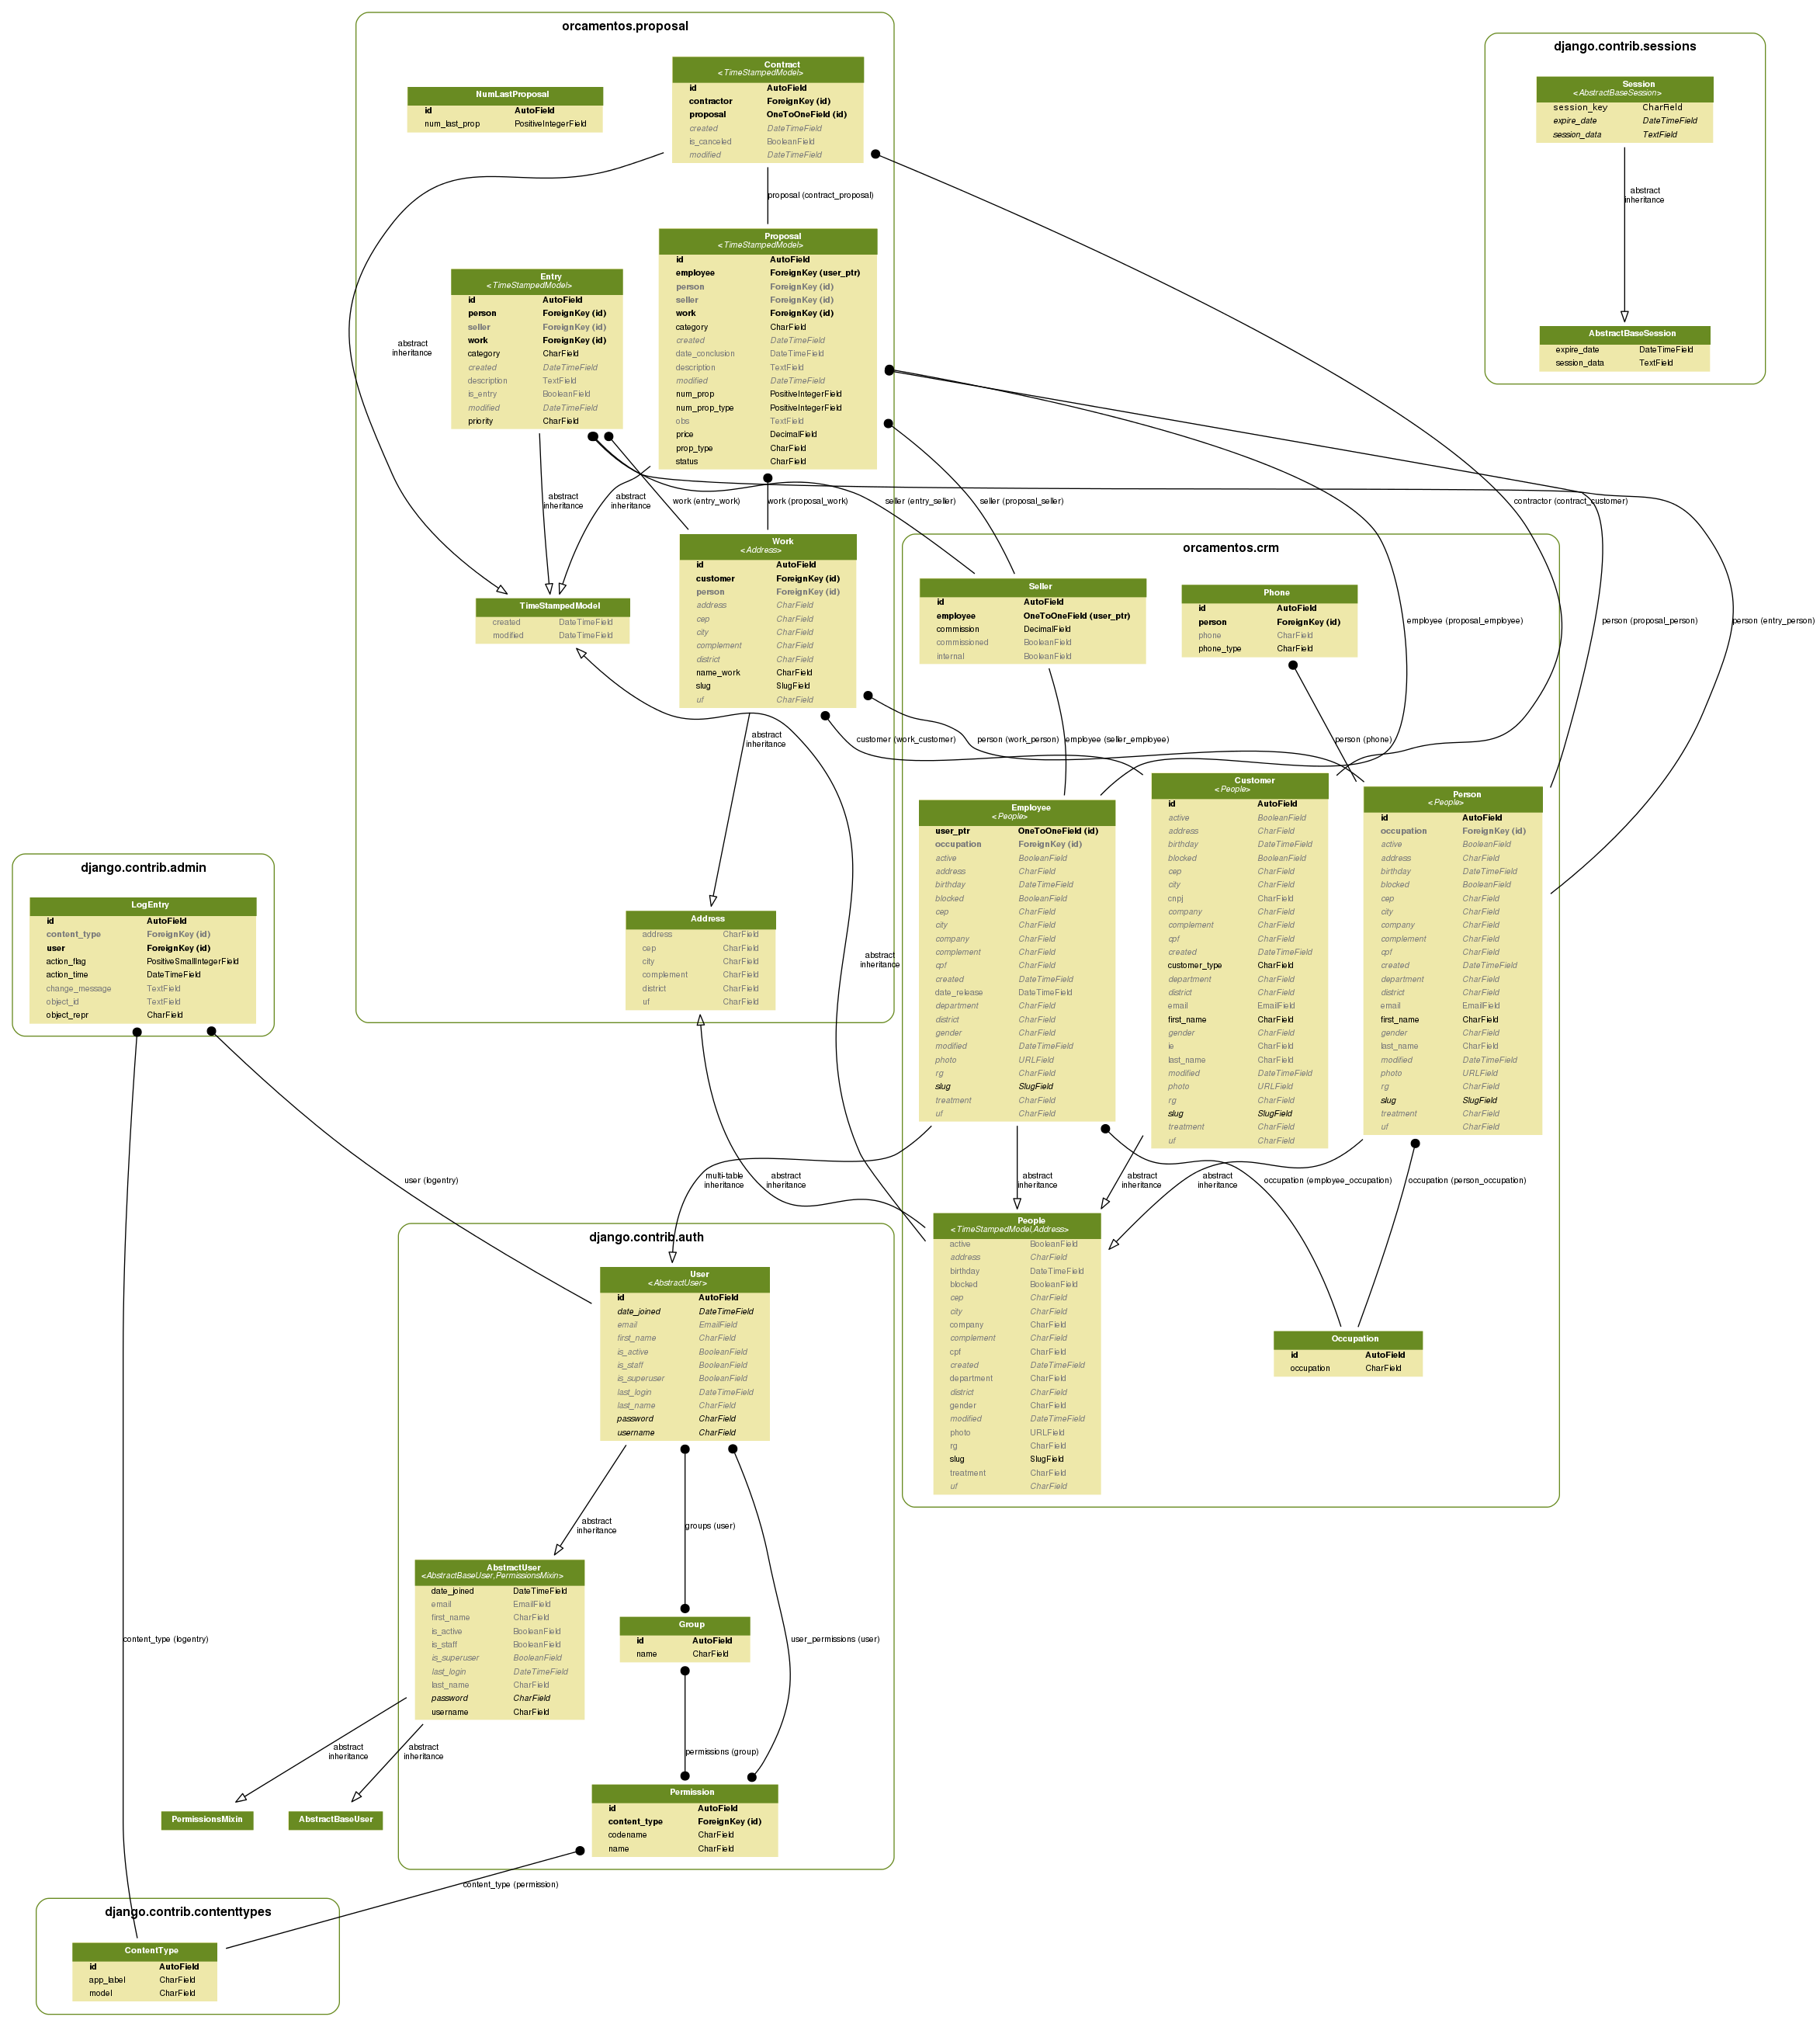 orcamentos.proposal
NumLastProposal
id AutoField
num_last_prop PositiveIntegerField
Contract
<TimeStampedModel>
id AutoField
contractor ForeignKey (id)
proposal OneToOneField (id)
created DateTimeField
is_canceled BooleanField
modified DateTimeField
proposal (contract_proposal)
Proposal
<TimeStampedModel>
id AutoField
employee ForeignKey (user_ptr)
person ForeignKey (id)
seller ForeignKey (id)
work ForeignKey (id)
category CharField
created DateTimeField
date_conclusion DateTimeField
description TextField
modified DateTimeField
num_prop PositiveIntegerField
num_prop_type PositiveIntegerField
obs TextField
price DecimalField
prop_type CharField
status CharField
Entry
<TimeStampedModel>
id AutoField
person ForeignKey (id)
seller ForeignKey (id)
work ForeignKey (id)
category CharField
created DateTimeField
description TextField
is_entry BooleanField
modified DateTimeField
priority CharField
abstract
inheritance
abstract
inheritance
abstract
inheritance
work (entry_work)
work (proposal_work)
seller (entry_seller)
seller (proposal_seller)
contractor (contract_customer)
TimeStampedModel
created DateTimeField
modified DateTimeField
Work
<Address>
id AutoField
customer ForeignKey (id)
person ForeignKey (id)
address CharField
cep CharField
city CharField
complement CharField
district CharField
name_work CharField
slug SlugField
uf CharField
abstract
inheritance
customer (work_customer)
person (work_person)
employee (seller_employee)
person (phone)
employee (proposal_employee)
person (proposal_person)
person (entry_person)
Address
address CharField
cep CharField
city CharField
complement CharField
district CharField
uf CharField
abstract
inheritance
django.contrib.sessions
Session
<AbstractBaseSession>
session_key CharField
expire_date DateTimeField
session_data TextField
abstract
inheritance
AbstractBaseSession
expire_date DateTimeField
session_data TextField
orcamentos.crm
Seller
id AutoField
employee OneToOneField (user_ptr)
commission DecimalField
commissioned BooleanField
internal BooleanField
Phone
id AutoField
person ForeignKey (id)
phone CharField
phone_type CharField
Employee
<People>
user_ptr OneToOneField (id)
occupation ForeignKey (id)
active BooleanField
address CharField
birthday DateTimeField
blocked BooleanField
cep CharField
city CharField
company CharField
complement CharField
cpf CharField
created DateTimeField
date_release DateTimeField
department CharField
district CharField
gender CharField
modified DateTimeField
photo URLField
rg CharField
slug SlugField
treatment CharField
uf CharField
Customer
<People>
id AutoField
active BooleanField
address CharField
birthday DateTimeField
blocked BooleanField
cep CharField
city CharField
cnpj CharField
company CharField
complement CharField
cpf CharField
created DateTimeField
customer_type CharField
department CharField
district CharField
email EmailField
first_name CharField
gender CharField
ie CharField
last_name CharField
modified DateTimeField
photo URLField
rg CharField
slug SlugField
treatment CharField
uf CharField
Person
<People>
id AutoField
occupation ForeignKey (id)
active BooleanField
address CharField
birthday DateTimeField
blocked BooleanField
cep CharField
city CharField
company CharField
complement CharField
cpf CharField
created DateTimeField
department CharField
district CharField
email EmailField
first_name CharField
gender CharField
last_name CharField
modified DateTimeField
photo URLField
rg CharField
slug SlugField
treatment CharField
uf CharField
multi-table
inheritance
abstract
inheritance
abstract
inheritance
abstract
inheritance
abstract
inheritance
occupation (employee_occupation)
occupation (person_occupation)
People
<TimeStampedModel,Address>
active BooleanField
address CharField
birthday DateTimeField
blocked BooleanField
cep CharField
city CharField
company CharField
complement CharField
cpf CharField
created DateTimeField
department CharField
district CharField
gender CharField
modified DateTimeField
photo URLField
rg CharField
slug SlugField
treatment CharField
uf CharField
Occupation
id AutoField
occupation CharField
django.contrib.admin
LogEntry
id AutoField
content_type ForeignKey (id)
user ForeignKey (id)
action_flag PositiveSmallIntegerField
action_time DateTimeField
change_message TextField
object_id TextField
object_repr CharField
user (logentry)
content_type (logentry)
django.contrib.auth
User
<AbstractUser>
id AutoField
date_joined DateTimeField
email EmailField
first_name CharField
is_active BooleanField
is_staff BooleanField
is_superuser BooleanField
last_login DateTimeField
last_name CharField
password CharField
username CharField
abstract
inheritance
groups (user)
user_permissions (user)
AbstractUser
<AbstractBaseUser,PermissionsMixin>
date_joined DateTimeField
email EmailField
first_name CharField
is_active BooleanField
is_staff BooleanField
is_superuser BooleanField
last_login DateTimeField
last_name CharField
password CharField
username CharField
Group
id AutoField
name CharField
abstract
inheritance
abstract
inheritance
permissions (group)
PermissionsMixin
AbstractBaseUser
Permission
id AutoField
content_type ForeignKey (id)
codename CharField
name CharField
content_type (permission)
django.contrib.contenttypes
ContentType
id AutoField
app_label CharField
model CharField